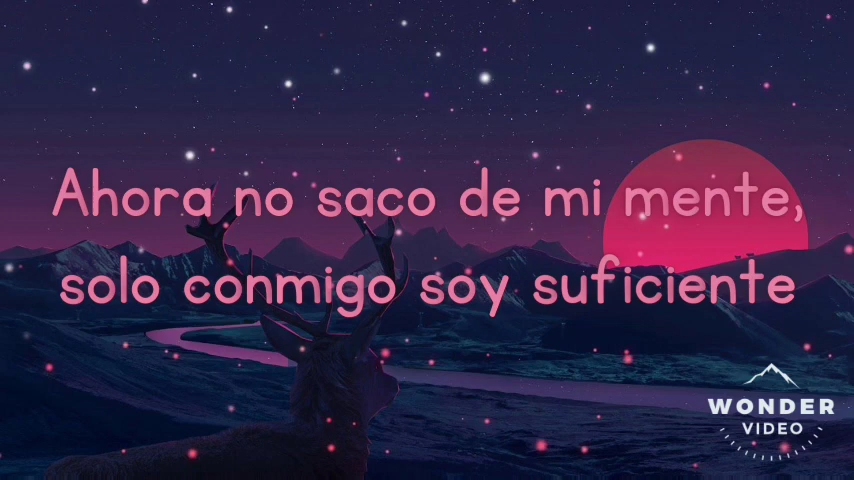 Ahora no saco de mi mente,
solo conmigo soy suficiente
WONDER
VIDEO